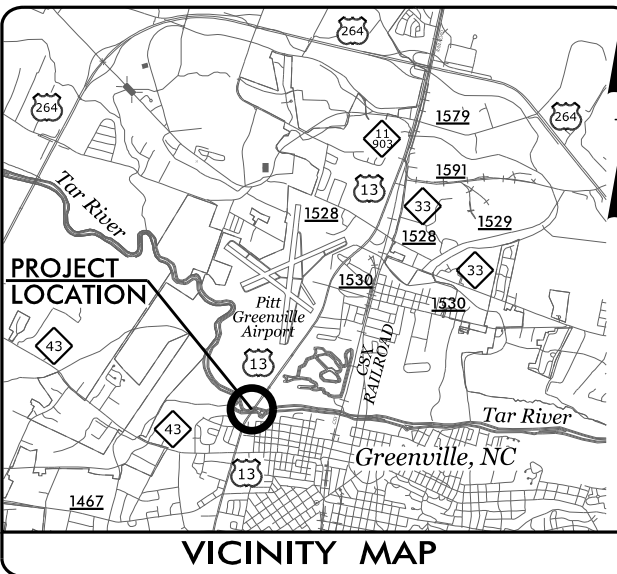 264
264
11
903
1579
264
13
1591
Tar River
33
1529
1528
1528
33
PROJECT
LOCATION
1530
Pitt
Greenville
Airport
1530
43
13
CSX
RAILROAD
Tar River
43
Greenville, NC
13
1467
VICINITY MAP